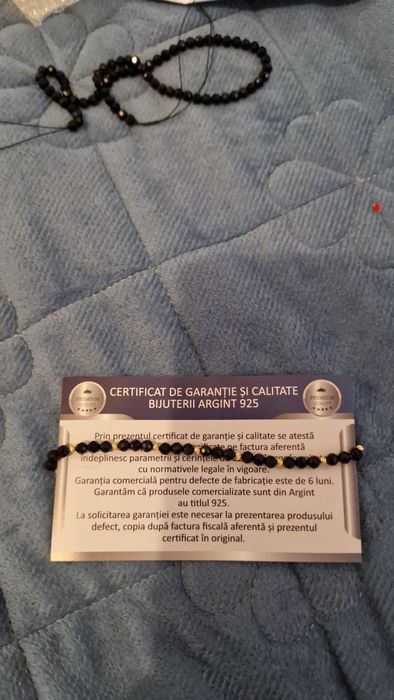 CERTIFICAT DE GARANȚIE ȘI CALITATE
BIJUTERII ARGINT 925
PREMIUM
PREMIUM
Prin prezentul certificat de garanție și calitate se atestă
pe factura aferentă
îndeplinesc parametrii și cerințele
cu normativele legale în vigoare.
Garanția comercială pentru defecte de fabricație este de 6 luni.
Garantăm că produsele comercializate sunt din Argint
au titlul 925.
La solicitarea garanției este necesar la prezentarea produsului
defect, copia după factura fiscală aferentă și prezentul
certificat în original.